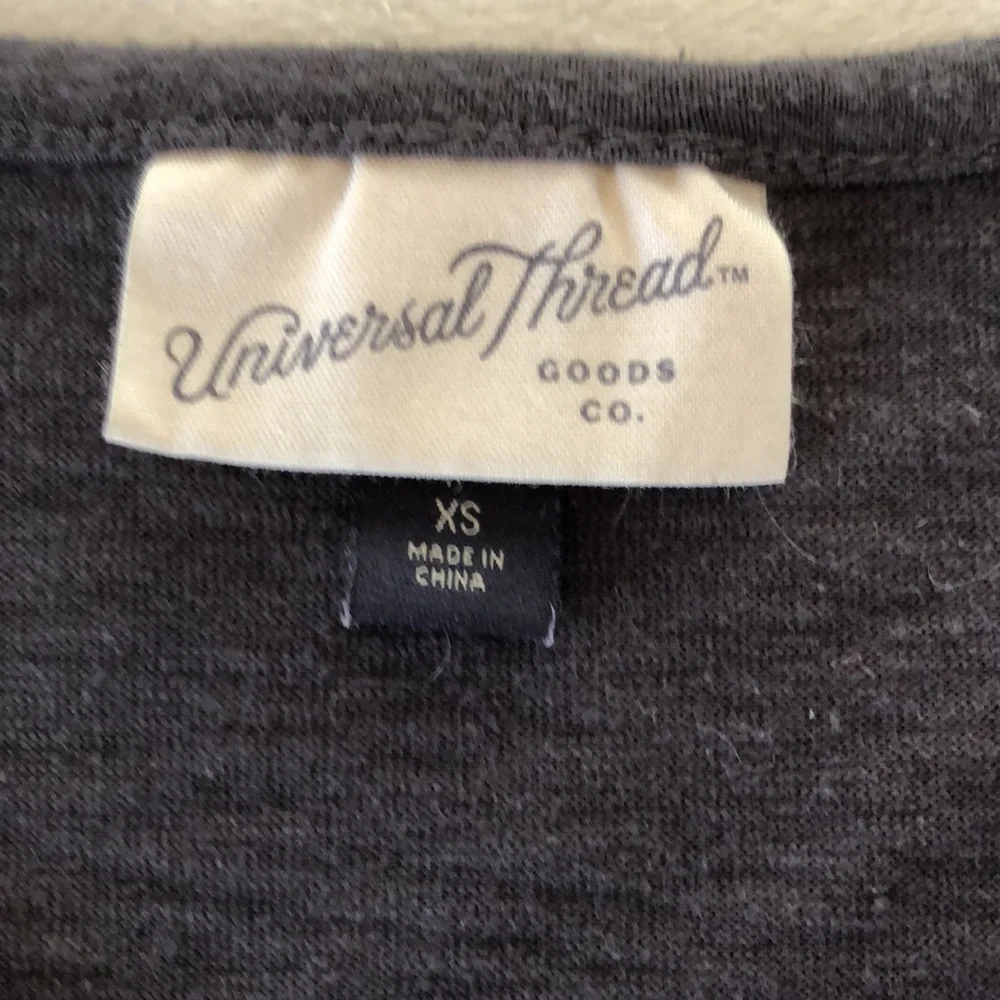 Universal Thread™
GOODS
CO.
XS
MADE IN
CHINA